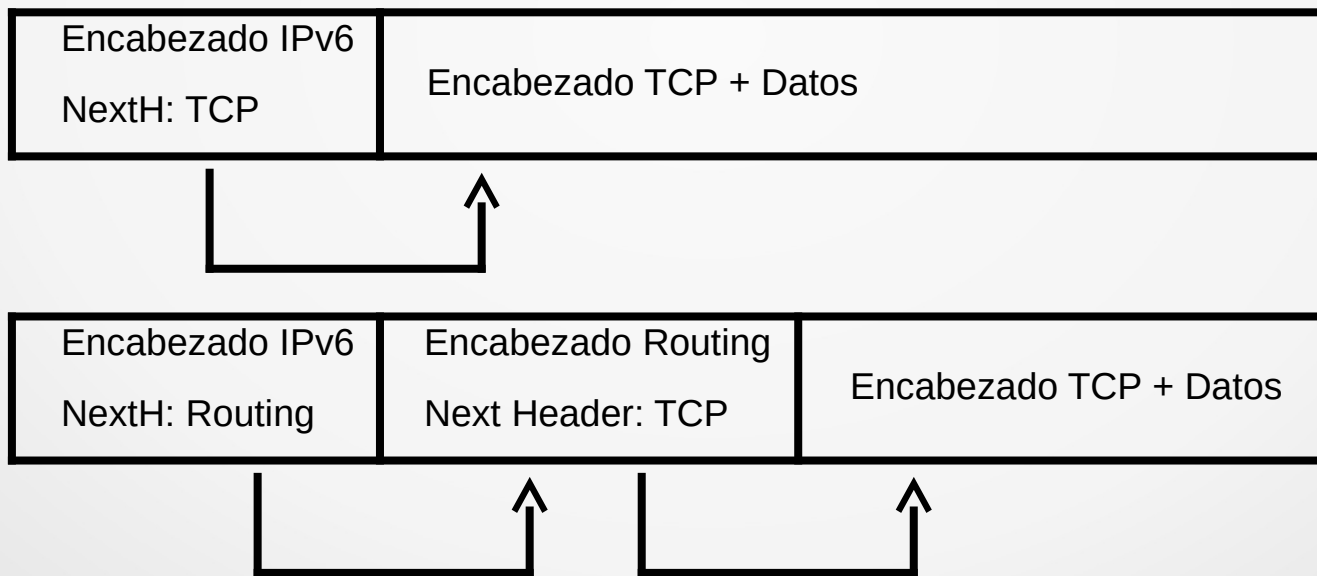 Encabezado IPv6
NextH: TCP
Encabezado TCP + Datos
Encabezado IPv6
NextH: Routing
Encabezado Routing
Next Header: TCP
Encabezado TCP + Datos